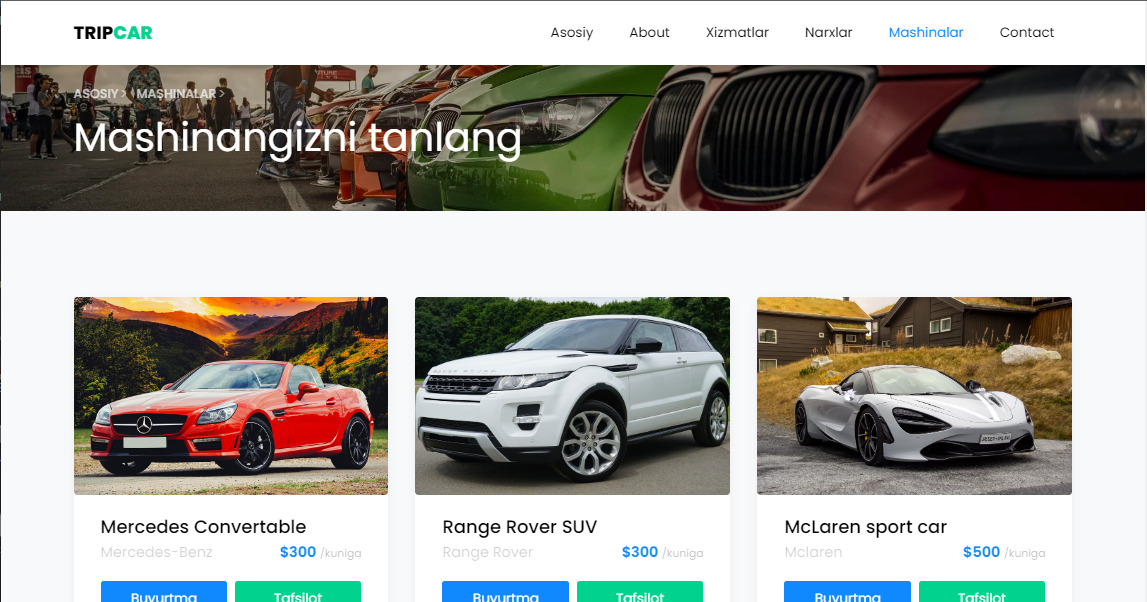 TRIPCAR
Asosiy About Xizmatlar Narxlar Mashinalar Contact
ASOSIY > MASHINALAR >
Mashinangizni tanlang
Mercedes Convertable
Mercedes-Benz $300 /kuniga
Buyurtma Tafsilot
Range Rover SUV
Range Rover $300 /kuniga
Buyurtma Tafsilot
McLaren sport car
Mclaren $500 /kuniga
Buyurtma Tafsilot